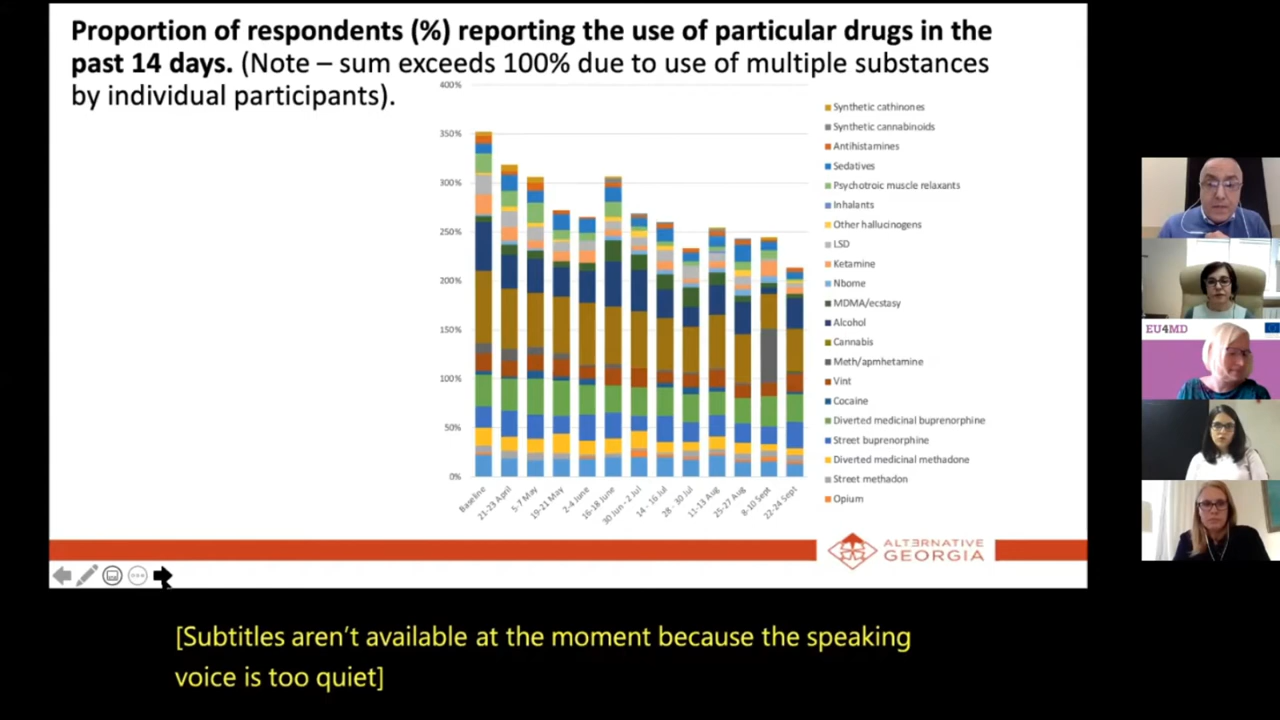 Proportion of respondents (%) reporting the use of particular drugs in the
past 14 days. (Note – sum exceeds 100% due to use of multiple substances
by individual participants).
400%
350%
300%
250%
200%
150%
100%
50%
0%
Baseline
21-23 April
5-7 May
19-21 May
2-4 June
16-18 June
30 Jun - 2 Jul
14 - 16 Jul
28 - 30 Jul
11-13 Aug
25-27 Aug
8-10 Sept
22-24 Sept
Synthetic cathinones
Synthetic cannabinoids
Antihistamines
Sedatives
Psychotroic muscle relaxants
Inhalants
Other hallucinogens
LSD
Ketamine
Nbome
MDMA/ecstasy
Alcohol
Cannabis
Meth/apmhetamine
Vint
Cocaine
Diverted medicinal buprenorphine
Street buprenorphine
Diverted medicinal methadone
Street methadon
Opium
ALTERNATIVE
GEORGIA
EU4MD
[Subtitles aren't available at the moment because the speaking
voice is too quiet]